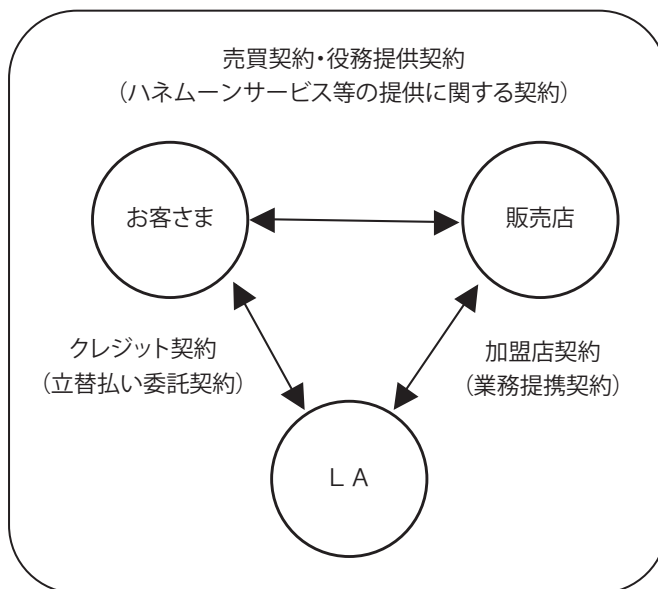 売買契約・役務提供契約
（ハネムーンサービス等の提供に関する契約）
お客さま
販売店
クレジット契約
（立替払い委託契約）
加盟店契約
（業務提携契約）
ＬＡ